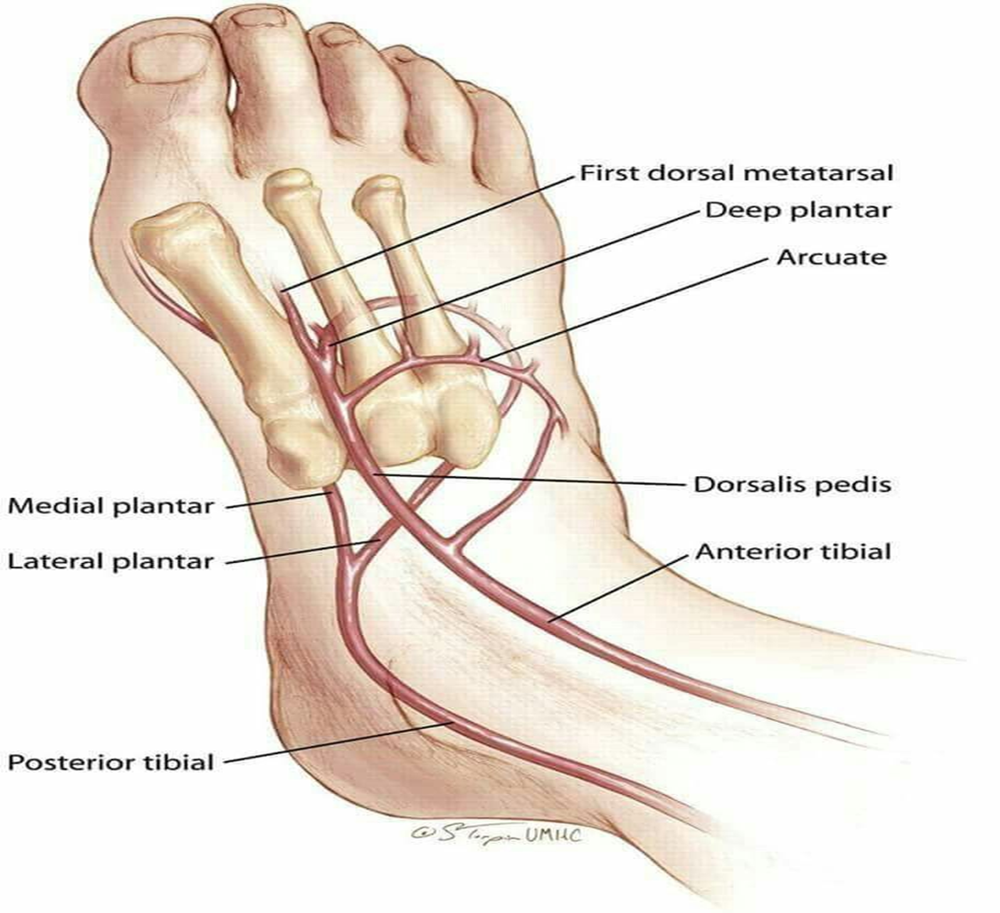 First dorsal metatarsal
Deep plantar
Arcuate
Dorsalis pedis
Medial plantar
Anterior tibial
Lateral plantar
Posterior tibial
UMHC